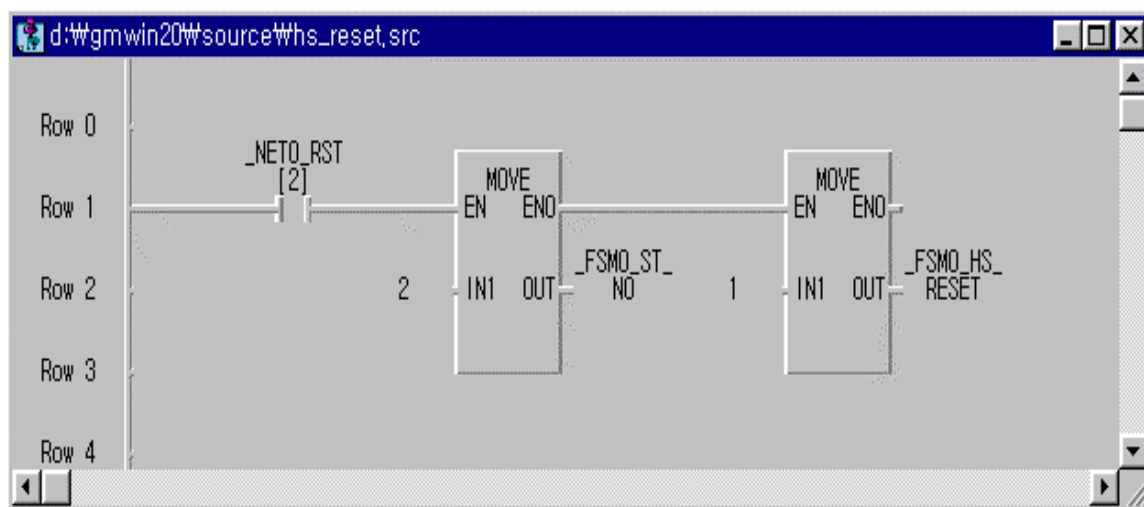 d:₩gmwin20₩source₩hs_reset,src
Row 0
_NET0_RST
[2]
MOVE
MOVE
Row 1
EN ENO
EN ENO
_FSM0_ST_
NO
_FSM0_HS_
RESET
Row 2
2
IN1 OUT
1
IN1 OUT
Row 3
Row 4